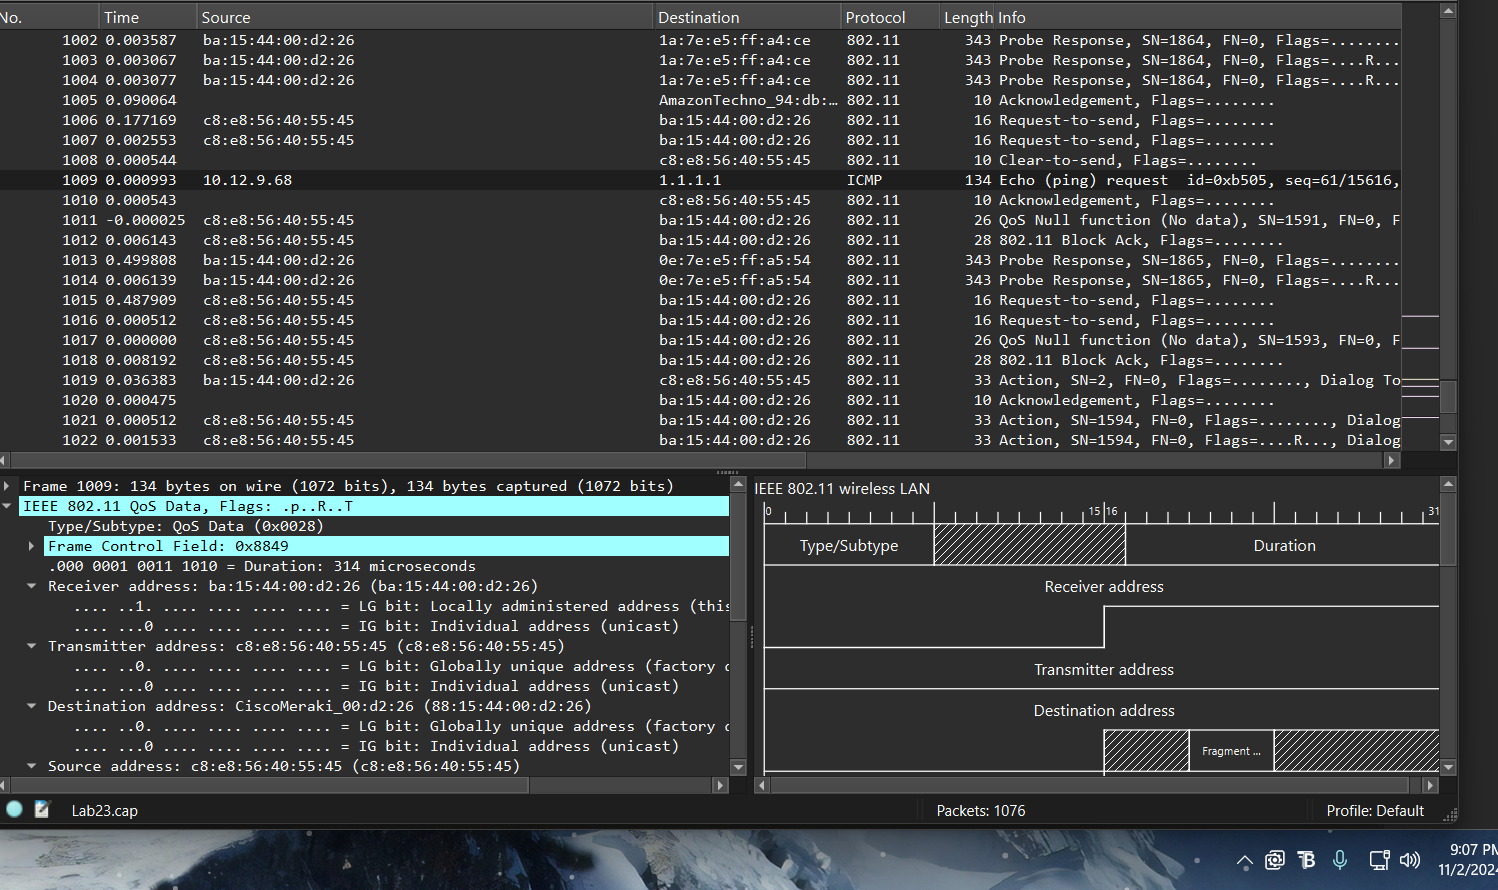 No. Time Source Destination Protocol Length Info
1002 0.003587 ba:15:44:00:d2:26 1a:7e:e5:ff:a4:ce 802.11 343 Probe Response, SN=1864, FN=0, Flags=........
1003 0.003067 ba:15:44:00:d2:26 1a:7e:e5:ff:a4:ce 802.11 343 Probe Response, SN=1864, FN=0, Flags=....R...
1004 0.003077 ba:15:44:00:d2:26 1a:7e:e5:ff:a4:ce 802.11 343 Probe Response, SN=1864, FN=0, Flags=....R...
1005 0.090064 AmazonTechno_94:db:… 802.11 10 Acknowledgement, Flags=........
1006 0.177169 c8:e8:56:40:55:45 ba:15:44:00:d2:26 802.11 16 Request-to-send, Flags=........
1007 0.002553 c8:e8:56:40:55:45 ba:15:44:00:d2:26 802.11 16 Request-to-send, Flags=........
1008 0.000544 c8:e8:56:40:55:45 802.11 10 Clear-to-send, Flags=........
1009 0.000993 10.12.9.68 1.1.1.1 ICMP 134 Echo (ping) request id=0xb505, seq=61/15616,
1010 0.000543 c8:e8:56:40:55:45 802.11 10 Acknowledgement, Flags=........
1011 -0.000025 c8:e8:56:40:55:45 ba:15:44:00:d2:26 802.11 26 QoS Null function (No data), SN=1591, FN=0, F
1012 0.006143 c8:e8:56:40:55:45 ba:15:44:00:d2:26 802.11 28 802.11 Block Ack, Flags=........
1013 0.499808 ba:15:44:00:d2:26 0e:7e:e5:ff:a5:54 802.11 343 Probe Response, SN=1865, FN=0, Flags=........
1014 0.006139 ba:15:44:00:d2:26 0e:7e:e5:ff:a5:54 802.11 343 Probe Response, SN=1865, FN=0, Flags=....R...
1015 0.487909 c8:e8:56:40:55:45 ba:15:44:00:d2:26 802.11 16 Request-to-send, Flags=........
1016 0.000512 c8:e8:56:40:55:45 ba:15:44:00:d2:26 802.11 16 Request-to-send, Flags=........
1017 0.000000 c8:e8:56:40:55:45 ba:15:44:00:d2:26 802.11 26 QoS Null function (No data), SN=1593, FN=0, F
1018 0.008192 c8:e8:56:40:55:45 ba:15:44:00:d2:26 802.11 28 802.11 Block Ack, Flags=........
1019 0.036383 ba:15:44:00:d2:26 c8:e8:56:40:55:45 802.11 33 Action, SN=2, FN=0, Flags=........, Dialog To
1020 0.000475 ba:15:44:00:d2:26 802.11 10 Acknowledgement, Flags=........
1021 0.000512 c8:e8:56:40:55:45 ba:15:44:00:d2:26 802.11 33 Action, SN=1594, FN=0, Flags=........, Dialog
1022 0.001533 c8:e8:56:40:55:45 ba:15:44:00:d2:26 802.11 33 Action, SN=1594, FN=0, Flags=....R..., Dialog
Frame 1009: 134 bytes on wire (1072 bits), 134 bytes captured (1072 bits)
IEEE 802.11 QoS Data, Flags: .p..R..T
Type/Subtype: QoS Data (0x0028)
Frame Control Field: 0x8849
.000 0001 0011 1010 = Duration: 314 microseconds
Receiver address: ba:15:44:00:d2:26 (ba:15:44:00:d2:26)
.... ..1. .... .... .... .... = LG bit: Locally administered address (this
.... ...0 .... .... .... .... = IG bit: Individual address (unicast)
Transmitter address: c8:e8:56:40:55:45 (c8:e8:56:40:55:45)
.... ..0. .... .... .... .... = LG bit: Globally unique address (factory
.... ...0 .... .... .... .... = IG bit: Individual address (unicast)
Destination address: CiscoMeraki_00:d2:26 (88:15:44:00:d2:26)
.... ..0. .... .... .... .... = LG bit: Globally unique address (factory
.... ...0 .... .... .... .... = IG bit: Individual address (unicast)
Source address: c8:e8:56:40:55:45 (c8:e8:56:40:55:45)
IEEE 802.11 wireless LAN
0 15 16 31
Type/Subtype Duration
Receiver address
Transmitter address
Destination address
Fragment ...
Lab23.cap Packets: 1076 Profile: Default
9:07 PM
11/2/2024